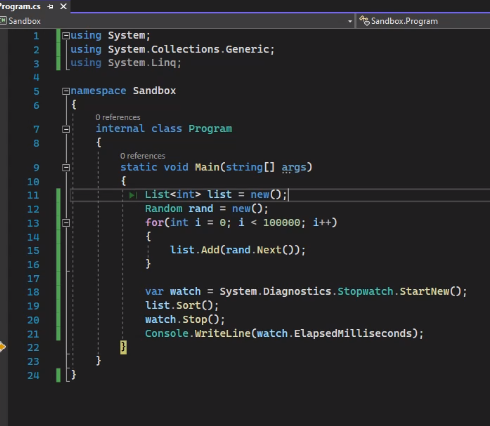 Program.cs
Sandbox
Sandbox.Program
1 using System;
2 using System.Collections.Generic;
3 using System.Linq;
4
5 namespace Sandbox
6 {
0 references
7 internal class Program
8 {
0 references
9 static void Main(string[] args)
10 {
11 List<int> list = new();
12 Random rand = new();
13 for(int i = 0; i < 100000; i++)
14 {
15 list.Add(rand.Next());
16 }
17
18 var watch = System.Diagnostics.Stopwatch.StartNew();
19 list.Sort();
20 watch.Stop();
21 Console.WriteLine(watch.ElapsedMilliseconds);
22 }
23 }
24 }